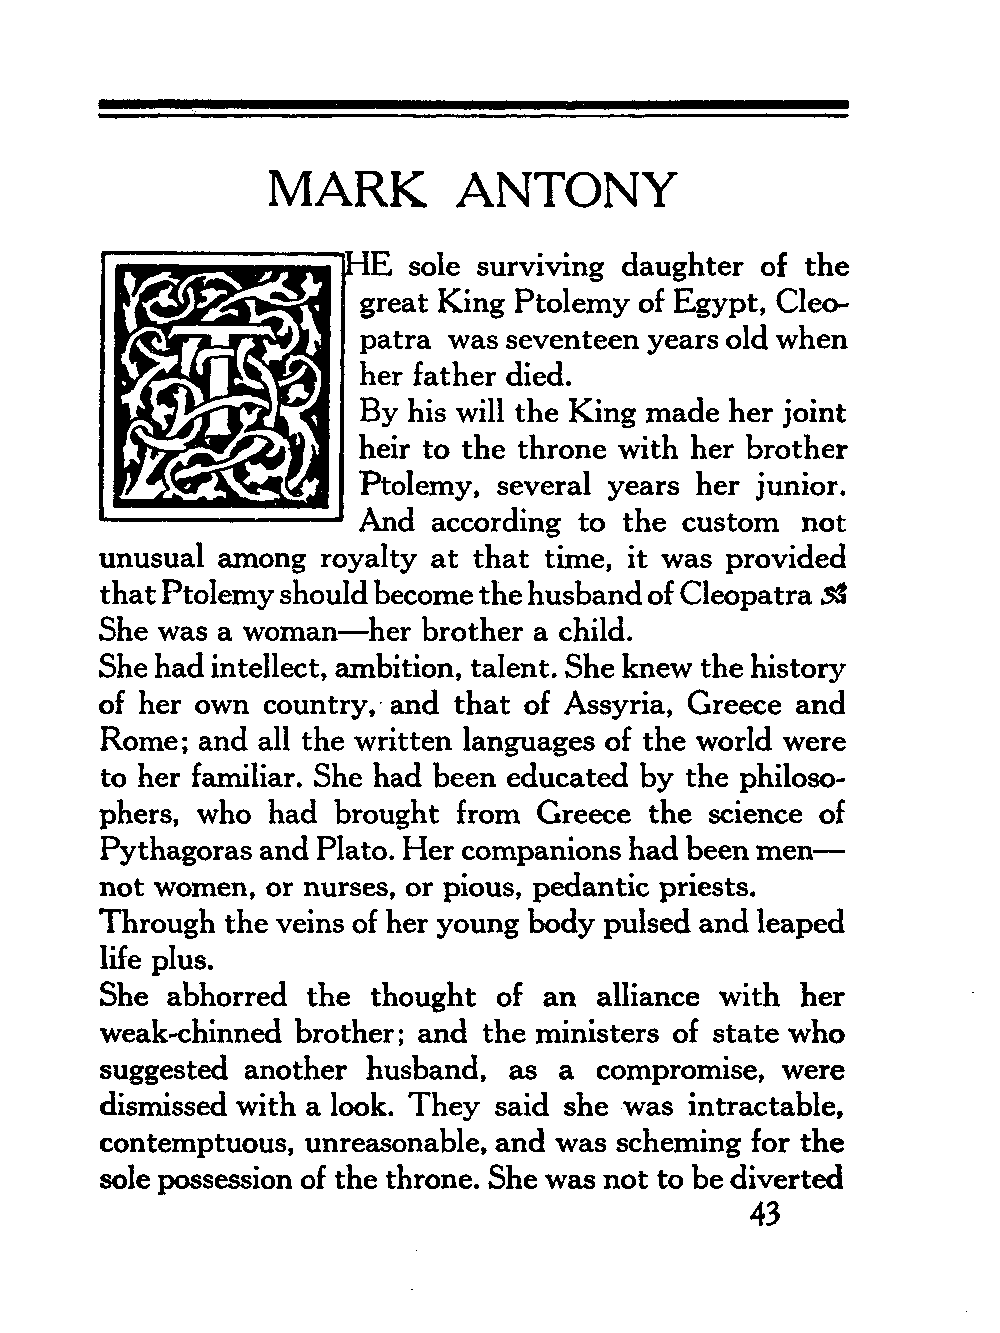 MARK ANTONY
THE sole surviving daughter of the
great King Ptolemy of Egypt, Cleo-
patra was seventeen years old when
her father died.
By his will the King made her joint
heir to the throne with her brother
Ptolemy, several years her junior.
And according to the custom not
unusual among royalty at that time, it was provided
that Ptolemy should become the husband of Cleopatra
She was a woman—her brother a child.
She had intellect, ambition, talent. She knew the history
of her own country, and that of Assyria, Greece and
Rome; and all the written languages of the world were
to her familiar. She had been educated by the philoso-
phers, who had brought from Greece the science of
Pythagoras and Plato. Her companions had been men—
not women, or nurses, or pious, pedantic priests.
Through the veins of her young body pulsed and leaped
life plus.
She abhorred the thought of an alliance with her
weak-chinned brother; and the ministers of state who
suggested another husband, as a compromise, were
dismissed with a look. They said she was intractable,
contemptuous, unreasonable, and was scheming for the
sole possession of the throne. She was not to be diverted
43